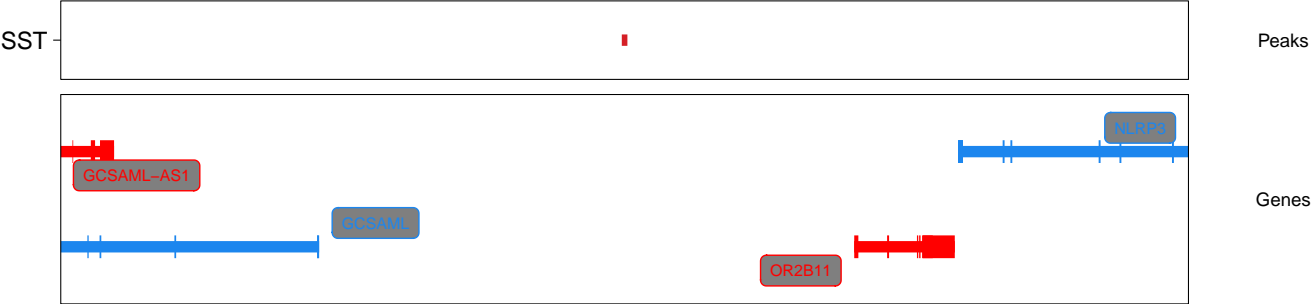 SST
Peaks
NLRP3
GCSAML−AS1
Genes
GCSAML
OR2B11